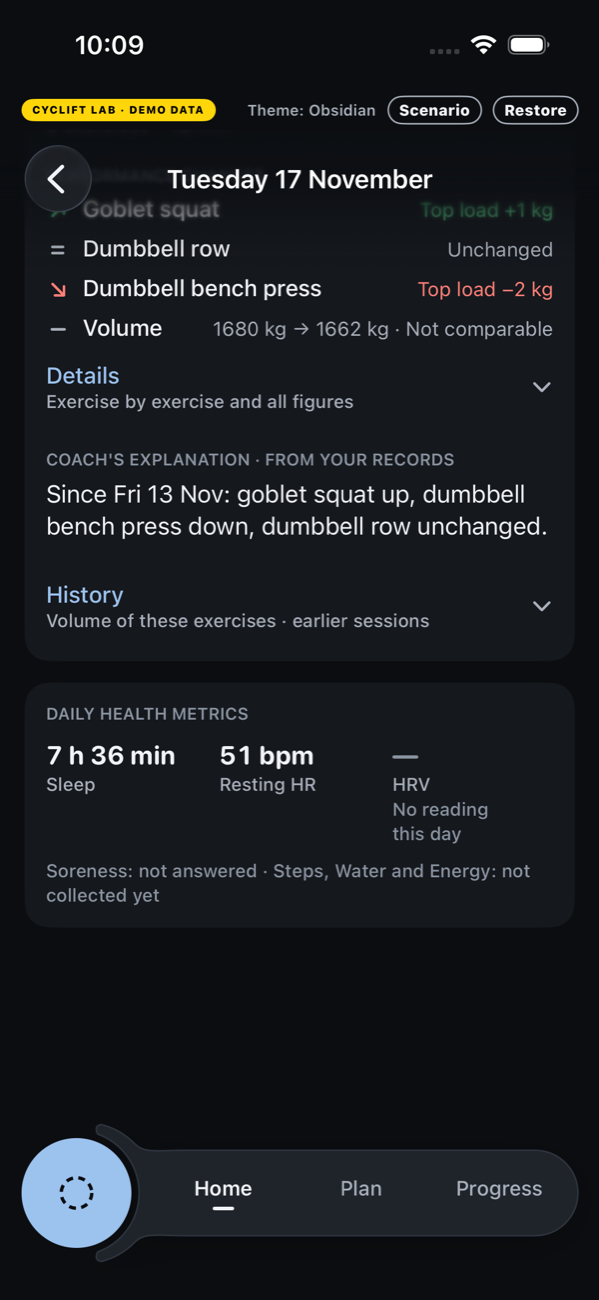 10:09
CYCLIFT LAB · DEMO DATA
Theme: Obsidian
Scenario
Restore
Tuesday 17 November
Goblet squat
Top load +1 kg
Dumbbell row
Unchanged
Dumbbell bench press
Top load −2 kg
Volume
1680 kg → 1662 kg · Not comparable
Details
Exercise by exercise and all figures
COACH'S EXPLANATION · FROM YOUR RECORDS
Since Fri 13 Nov: goblet squat up, dumbbell
bench press down, dumbbell row unchanged.
History
Volume of these exercises · earlier sessions
DAILY HEALTH METRICS
7 h 36 min
Sleep
51 bpm
Resting HR
—
HRV
No reading
this day
Soreness: not answered · Steps, Water and Energy: not
collected yet
Home
Plan
Progress